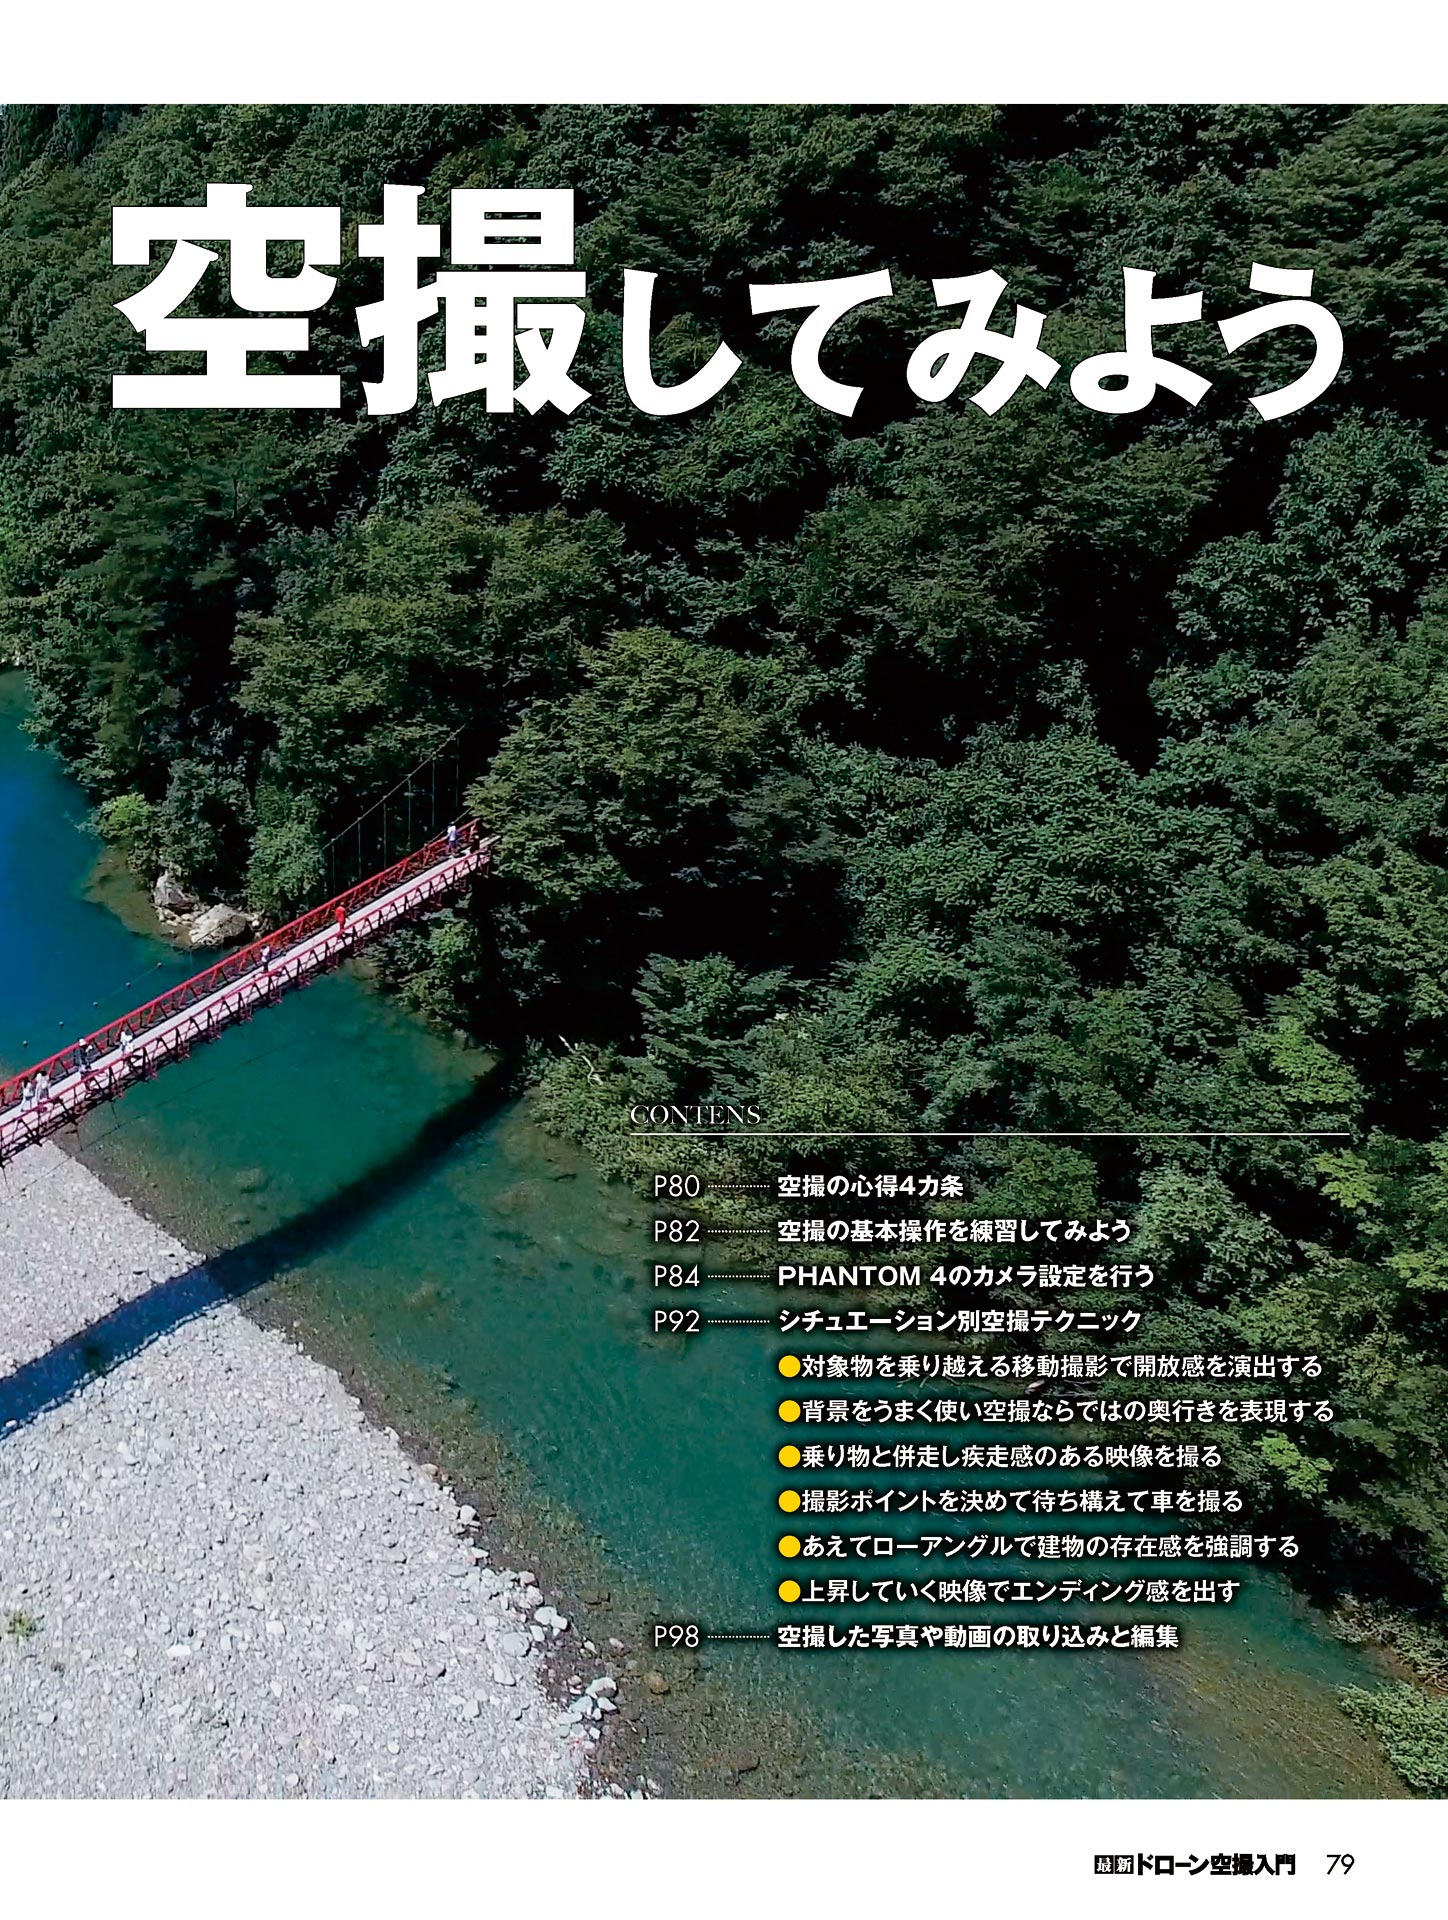 空撮してみよう
CONTENS
P80 ………… 空撮の心得4カ条
P82 ………… 空撮の基本操作を練習してみよう
P84 ………… PHANTOM 4のカメラ設定を行う
P92 ………… シチュエーション別空撮テクニック
●対象物を乗り越える移動撮影で開放感を演出する
●背景をうまく使い空撮ならではの奥行きを表現する
●乗り物と併走し疾走感のある映像を撮る
●撮影ポイントを決めて待ち構えて車を撮る
●あえてローアングルで建物の存在感を強調する
●上昇していく映像でエンディング感を出す
P98 ………… 空撮した写真や動画の取り込みと編集
最新ドローン空撮入門 79